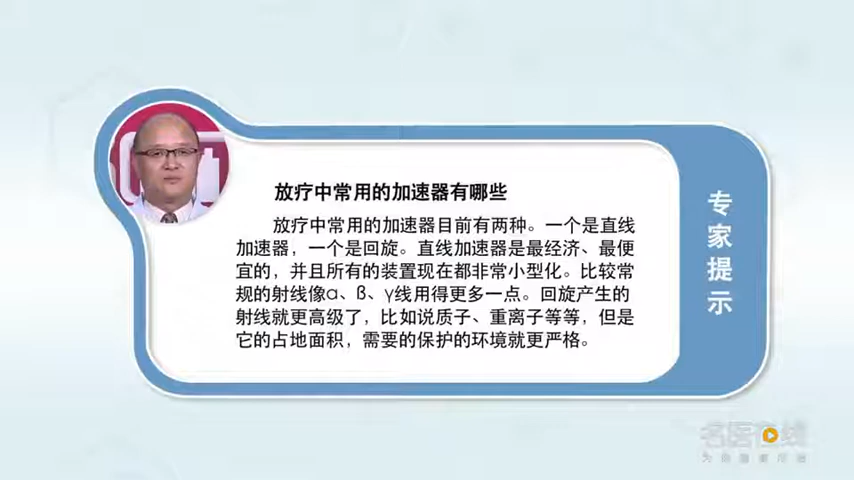 放疗中常用的加速器有哪些
放疗中常用的加速器目前有两种。一个是直线
加速器，一个是回旋。直线加速器是最经济、最便
宜的，并且所有的装置现在都非常小型化。比较常
规的射线像α、β、γ线用得更多一点。回旋产生的
射线就更高级了，比如说质子、重离子等等，但是
它的占地面积，需要的保护的环境就更严格。
专家提示
名医在线